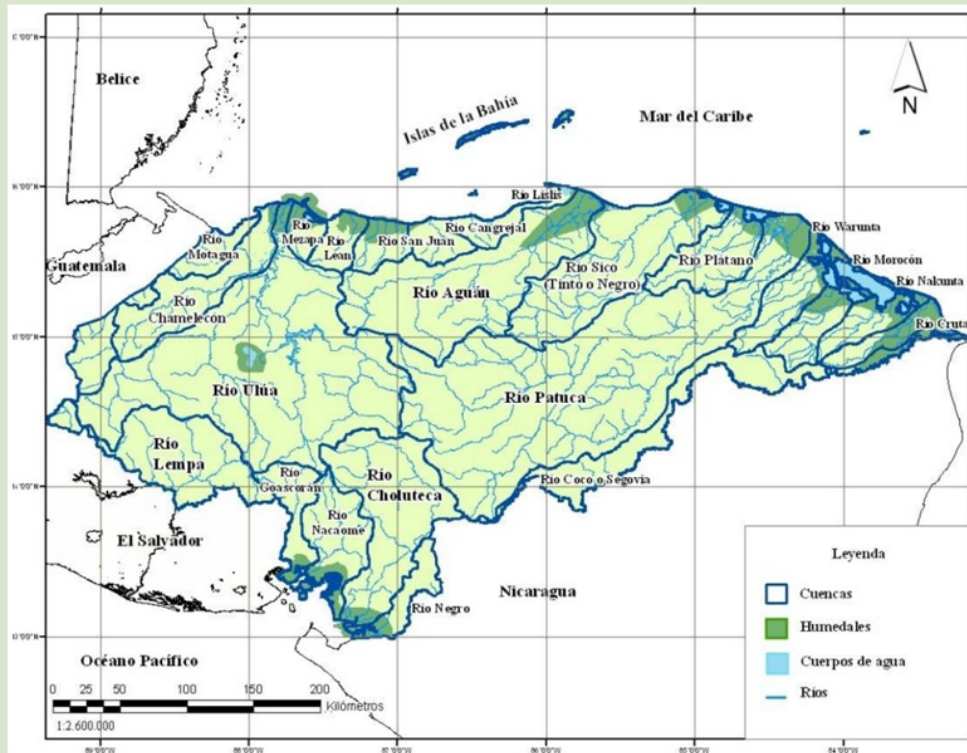 Belice
Islas de la Bahía
Mar del Caribe
N
Río Lislis
Río Motagua
Río Mezapa
Río Lean
Río San Juan
Río Cangrejal
Río Warunta
Guatemala
Río Aguán
Río Sico
(Tinto o Negro)
Río Plátano
Río Morocón
Río Nakunta
Río Chamelecón
Río Cruta
Río Ulúa
Río Patuca
Río Lempa
Río Goascorán
Río Choluteca
Río Coco o Segovia
Río Nacaome
El Salvador
Nicaragua
Río Negro
Leyenda
Cuencas
Humedales
Cuerpos de agua
Ríos
Océano Pacífico
0 25 50 100 150 200
Kilómetros
1:2.600.000